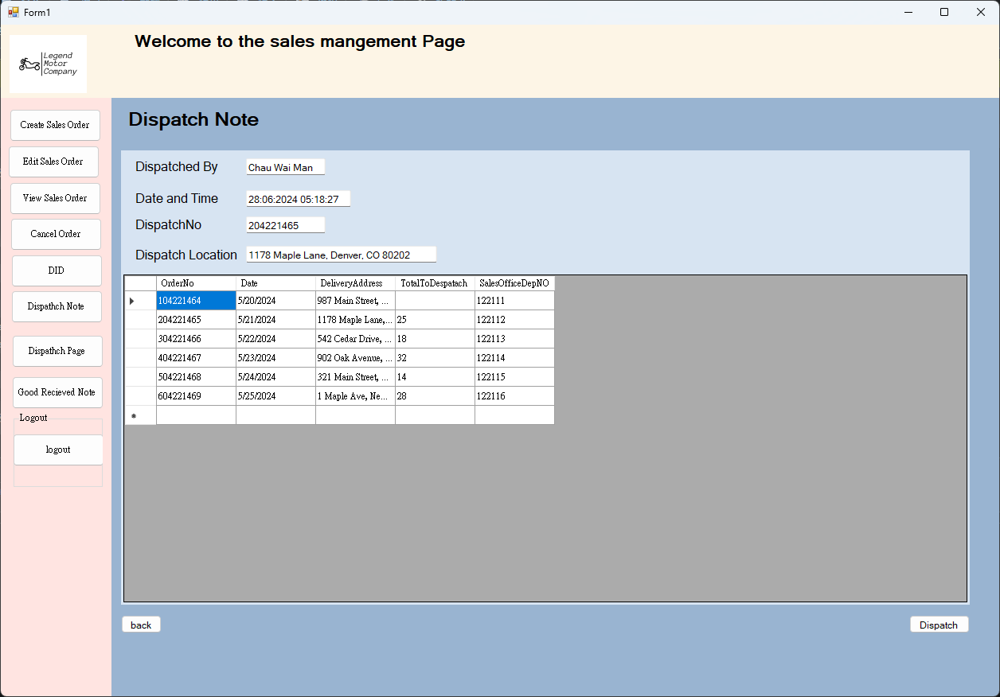 Form1
Welcome to the sales mangement Page
Legend
Motor
Company
Create Sales Order
Edit Sales Order
View Sales Order
Cancel Order
DID
Dispathch Note
Dispathch Page
Good Recieved Note
Logout
logout
Dispatch Note
Dispatched By Chau Wai Man
Date and Time 28:06:2024 05:18:27
DispatchNo 204221465
Dispatch Location 1178 Maple Lane, Denver, CO 80202
OrderNo Date DeliveryAddress TotalToDespatach SalesOfficeDepNO
104221464 5/20/2024 987 Main Street, ... 122111
204221465 5/21/2024 1178 Maple Lane,... 25 122112
304221466 5/22/2024 542 Cedar Drive, ... 18 122113
404221467 5/23/2024 902 Oak Avenue, ... 32 122114
504221468 5/24/2024 321 Main Street, ... 14 122115
604221469 5/25/2024 1 Maple Ave, Ne... 28 122116
back
Dispatch